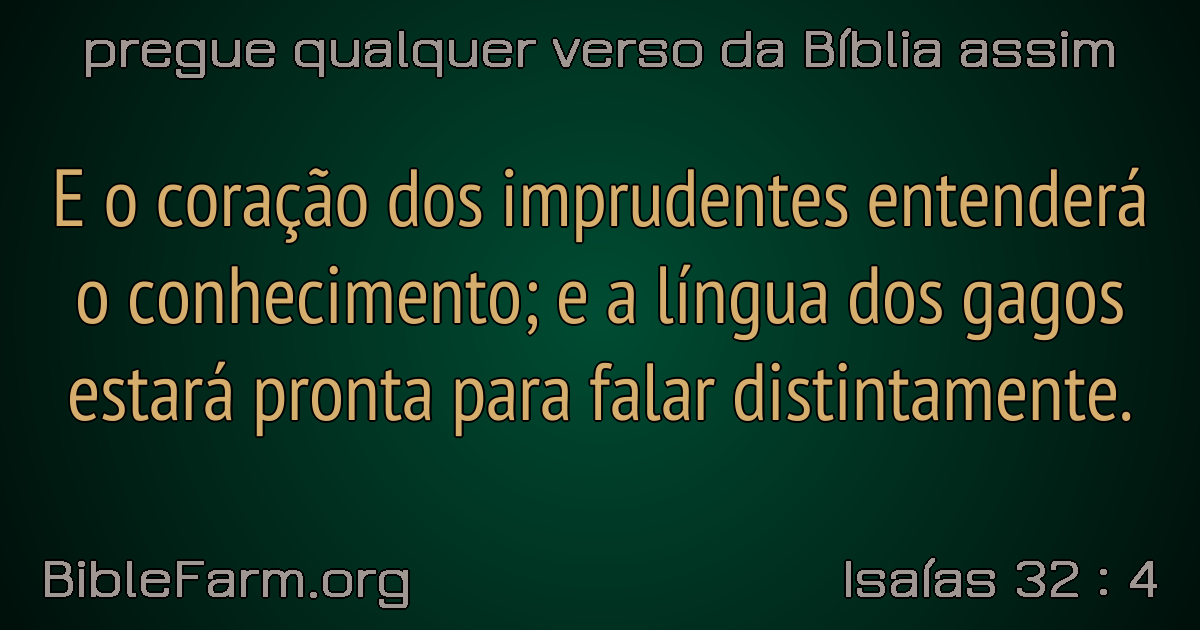 pregue qualquer verso da Bíblia assim
E o coração dos imprudentes entenderá
o conhecimento; e a língua dos gagos
estará pronta para falar distintamente.
BibleFarm.org
Isaías 32 : 4